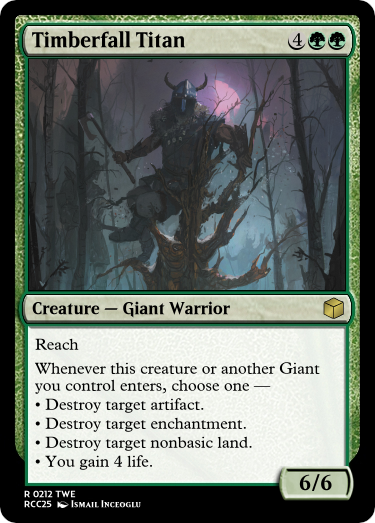 Timberfall Titan 4
Creature — Giant Warrior
Reach
Whenever this creature or another Giant
you control enters, choose one —
• Destroy target artifact.
• Destroy target enchantment.
• Destroy target nonbasic land.
• You gain 4 life.
6/6
R 0212 TWE
RCC25 Ismail Inceoglu